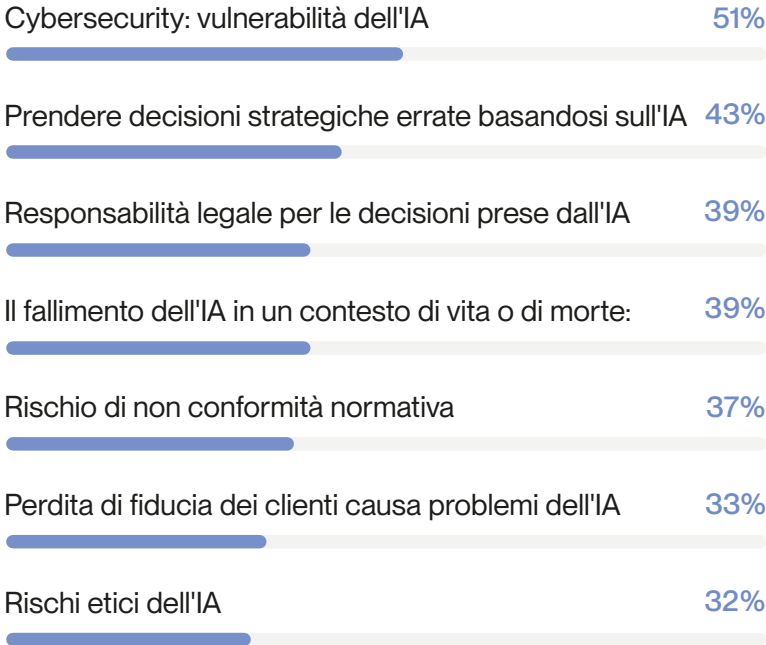 Cybersecurity: vulnerabilità dell'IA 51%
Prendere decisioni strategiche errate basandosi sull'IA 43%
Responsabilità legale per le decisioni prese dall'IA 39%
Il fallimento dell'IA in un contesto di vita o di morte: 39%
Rischio di non conformità normativa 37%
Perdita di fiducia dei clienti causa problemi dell'IA 33%
Rischi etici dell'IA 32%